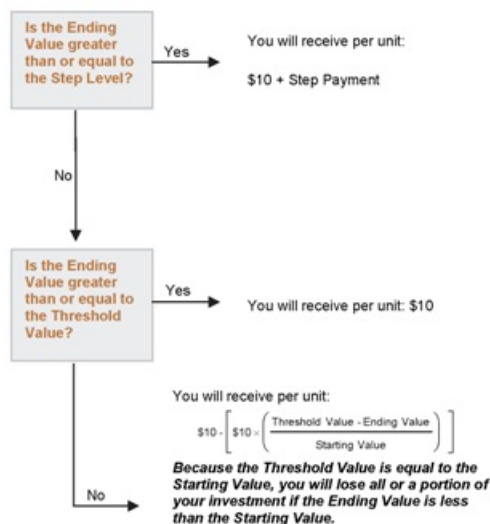 Is the Ending
Value greater
than or equal to
the Step Level?
Yes
You will receive per unit:
$10 + Step Payment
No
Is the Ending
Value greater
than or equal to
the Threshold
Value?
Yes
You will receive per unit: $10
No
You will receive per unit:
$10 - [ $10 × ( Threshold Value - Ending Value
Starting Value ) ]
Because the Threshold Value is equal to the
Starting Value, you will lose all or a portion of
your investment if the Ending Value is less
than the Starting Value.